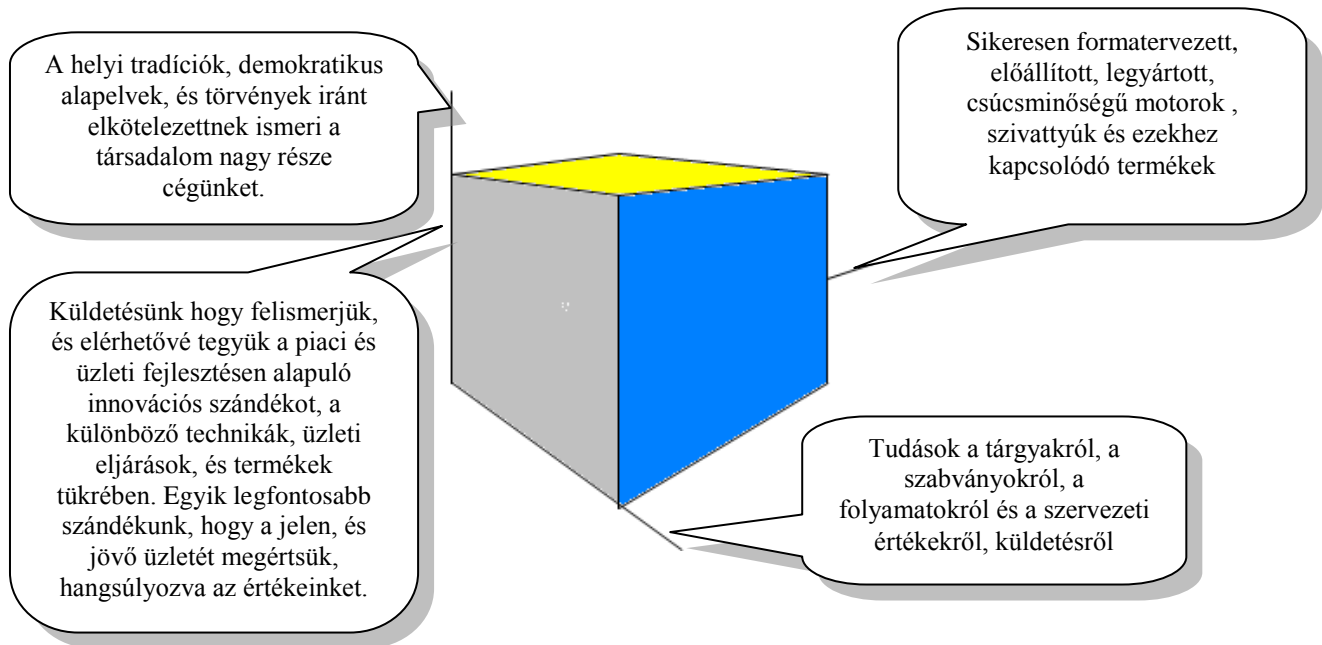 A helyi tradíciók, demokratikus
alapelvek, és törvények iránt
elkötelezettnek ismeri a
társadalom nagy része
cégünket.
Sikeresen formatervezett,
előállított, legyártott,
csúcsminőségű motorok ,
szivattyúk és ezekhez
kapcsolódó termékek
Küldetésünk hogy felismerjük,
és elérhetővé tegyük a piaci és
üzleti fejlesztésen alapuló
innovációs szándékot, a
különböző technikák, üzleti
eljárások, és termékek
tükrében. Egyik legfontosabb
szándékunk, hogy a jelen, és
jövő üzletét megértsük,
hangsúlyozva az értékeinket.
Tudások a tárgyakról, a
szabványokról, a
folyamatokról és a szervezeti
értékekről, küldetésről